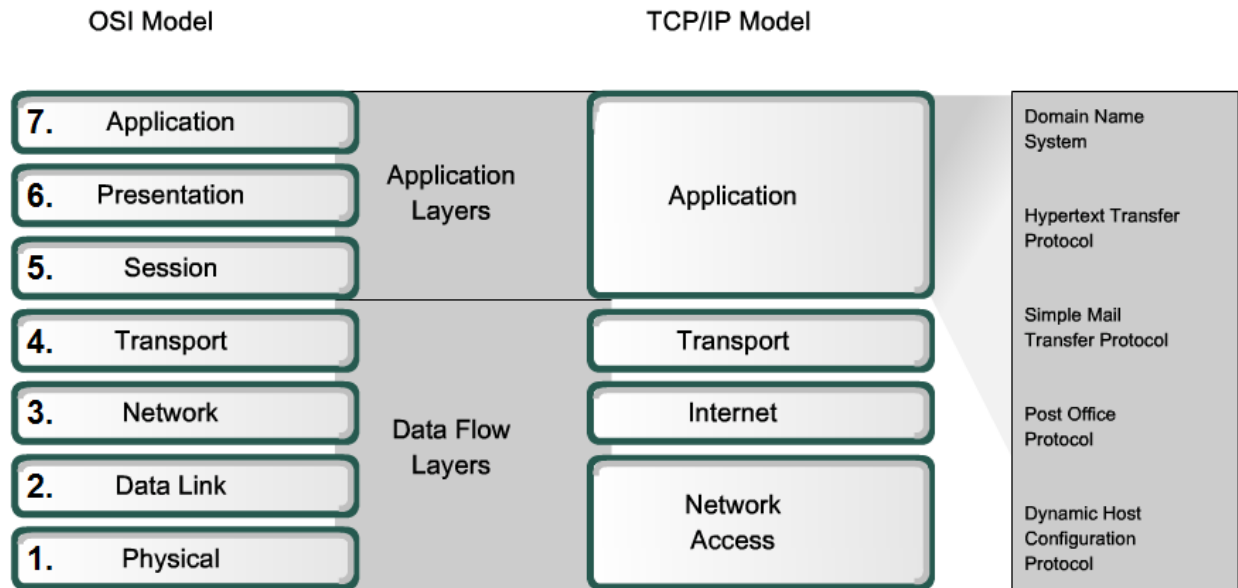 OSI Model
TCP/IP Model
7. Application
6. Presentation
5. Session
4. Transport
3. Network
2. Data Link
1. Physical
Application
Layers
Data Flow
Layers
Application
Transport
Internet
Network
Access
Domain Name
System
Hypertext Transfer
Protocol
Simple Mail
Transfer Protocol
Post Office
Protocol
Dynamic Host
Configuration
Protocol